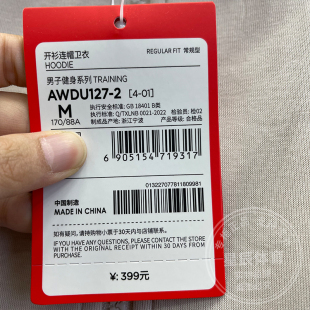 开衫连帽卫衣
HOODIE
REGULAR FIT 常规型
男子健身系列 TRAINING
AWDU127-2 [4-01]
M
170/88A
执行安全标准: GB 18401 B类
执行标准: Q/TXLNB 0021-2022 检验员: 检02
制成品产地: 浙江宁波 产品等级: 合格品
6 905154 719317
0132270778118099​81
中国制造
MADE IN CHINA
如有疑问, 请持购物小票于30天内与店铺联系。
IF YOU HAVE ANY QUESTIONS, PLEASE CONTACT THE STORE
WITH THE ORIGINAL RECEIPT WITHIN 30 DAYS FROM
PURCHASE.
¥: 399元